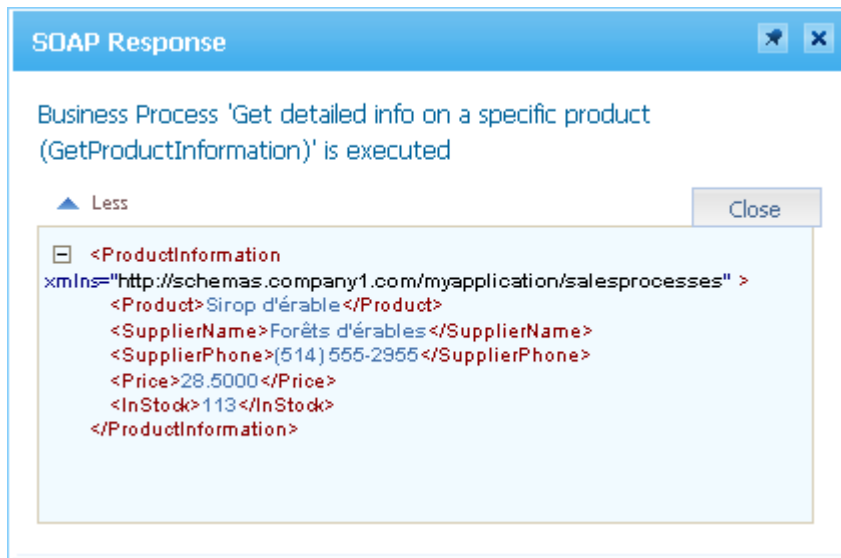 SOAP Response
Business Process 'Get detailed info on a specific product
(GetProductInformation)' is executed
Less
Close
<ProductInformation
xmlns="http://schemas.company1.com/myapplication/salesprocesses" >
<Product>Sirop d'érable</Product>
<SupplierName>Forêts d'érables</SupplierName>
<SupplierPhone>(514) 555-2955</SupplierPhone>
<Price>28.5000</Price>
<InStock>113</InStock>
</ProductInformation>